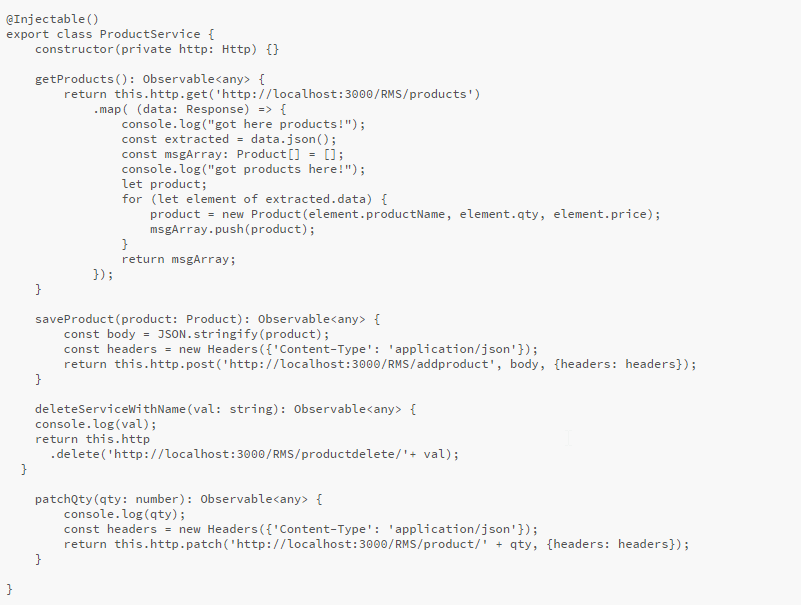 @Injectable()
export class ProductService {
    constructor(private http: Http) {}

    getProducts(): Observable<any> {
        return this.http.get('http://localhost:3000/RMS/products')
            .map( (data: Response) => {
                console.log("got here products!");
                const extracted = data.json();
                const msgArray: Product[] = [];
                console.log("got products here!");
                let product;
                for (let element of extracted.data) {
                    product = new Product(element.productName, element.qty, element.price);
                    msgArray.push(product);
                }
                return msgArray;
            });
    }

    saveProduct(product: Product): Observable<any> {
        const body = JSON.stringify(product);
        const headers = new Headers({'Content-Type': 'application/json'});
        return this.http.post('http://localhost:3000/RMS/addproduct', body, {headers: headers});
    }

    deleteServiceWithName(val: string): Observable<any> {
    console.log(val);
    return this.http
      .delete('http://localhost:3000/RMS/productdelete/'+ val);
  }

    patchQty(qty: number): Observable<any> {
        console.log(qty);
        const headers = new Headers({'Content-Type': 'application/json'});
        return this.http.patch('http://localhost:3000/RMS/product/' + qty, {headers: headers});
    }

}